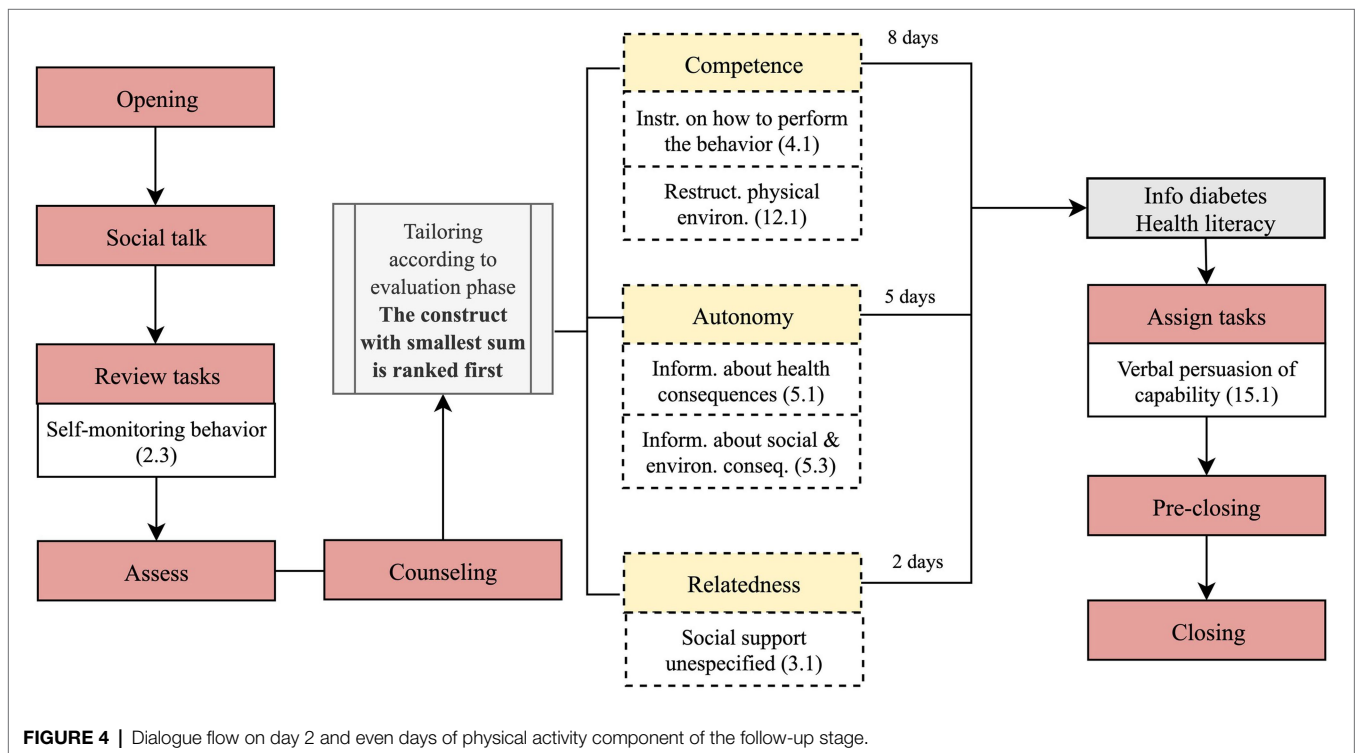 Opening
Social talk
Review tasks
Self-monitoring behavior
(2.3)
Assess
Counseling
Tailoring
according to
evaluation phase
The construct
with smallest sum
is ranked first
Competence
Instr. on how to perform
the behavior (4.1)
Restruct. physical
environ. (12.1)
8 days
Autonomy
Inform. about health
consequences (5.1)
Inform. about social &
environ. conseq. (5.3)
5 days
Relatedness
Social support
unespecified (3.1)
2 days
Info diabetes
Health literacy
Assign tasks
Verbal persuasion of
capability (15.1)
Pre-closing
Closing
FIGURE 4 | Dialogue flow on day 2 and even days of physical activity component of the follow-up stage.